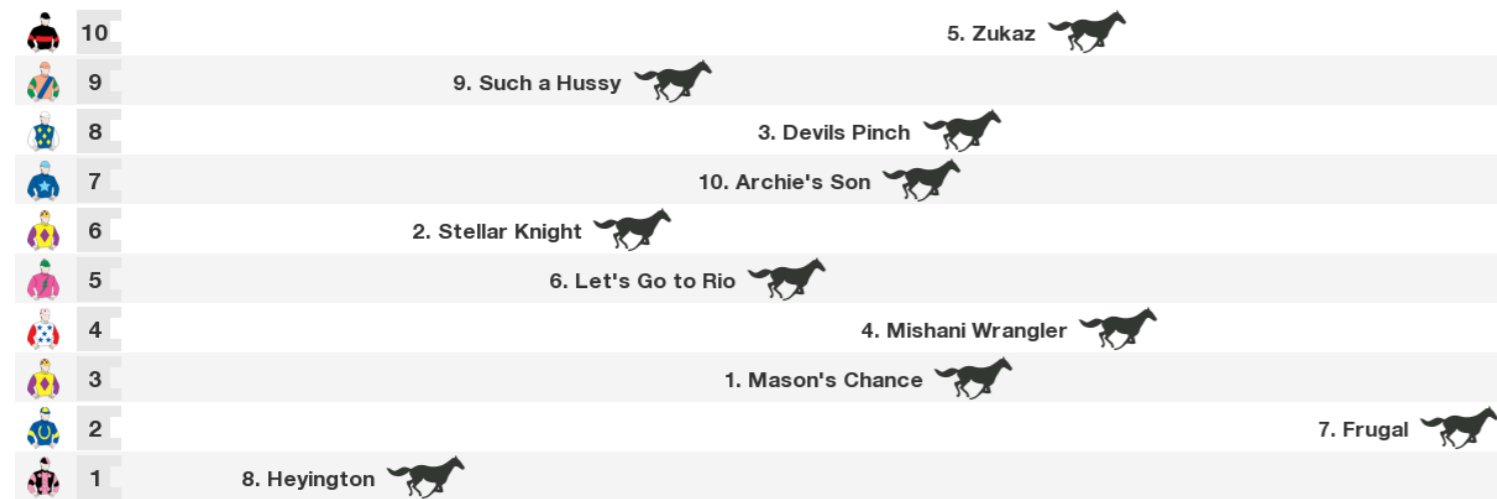 10 5. Zukaz
9 9. Such a Hussy
8 3. Devils Pinch
7 10. Archie's Son
6 2. Stellar Knight
5 6. Let's Go to Rio
4 4. Mishani Wrangler
3 1. Mason's Chance
2 7. Frugal
1 8. Heyington